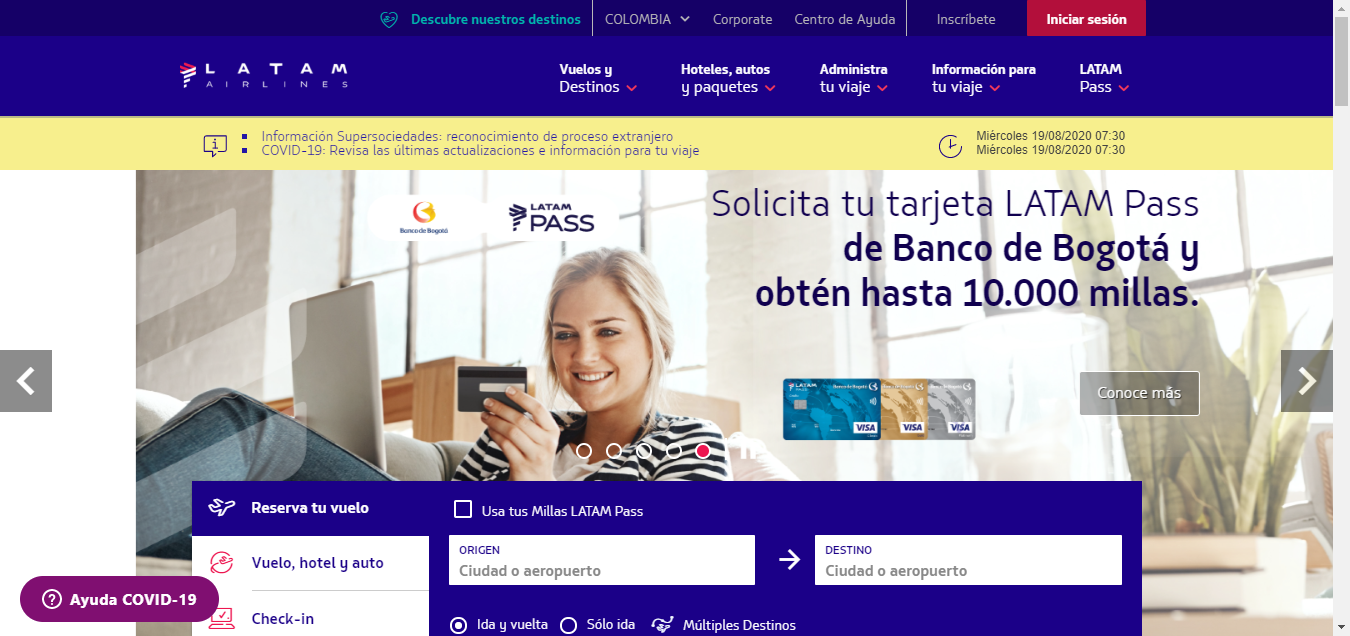 Descubre nuestros destinos
COLOMBIA
Corporate
Centro de Ayuda
Inscríbete
Iniciar sesión
LATAM
AIRLINES
Vuelos y
Destinos
Hoteles, autos
y paquetes
Administra
tu viaje
Información para
tu viaje
LATAM
Pass
Información Supersociedades: reconocimiento de proceso extranjero
COVID-19: Revisa las últimas actualizaciones e información para tu viaje
Miércoles 19/08/2020 07:30
Miércoles 19/08/2020 07:30
Banco de Bogotá
LATAM
PASS
Solicita tu tarjeta LATAM Pass
de Banco de Bogotá y
obtén hasta 10.000 millas.
LATAM
Banco de Bogotá
VISA
VISA
VISA
Conoce más
Reserva tu vuelo
Usa tus Millas LATAM Pass
ORIGEN
Ciudad o aeropuerto
DESTINO
Ciudad o aeropuerto
Vuelo, hotel y auto
Ayuda COVID-19
Check-in
Ida y vuelta
Sólo ida
Múltiples Destinos